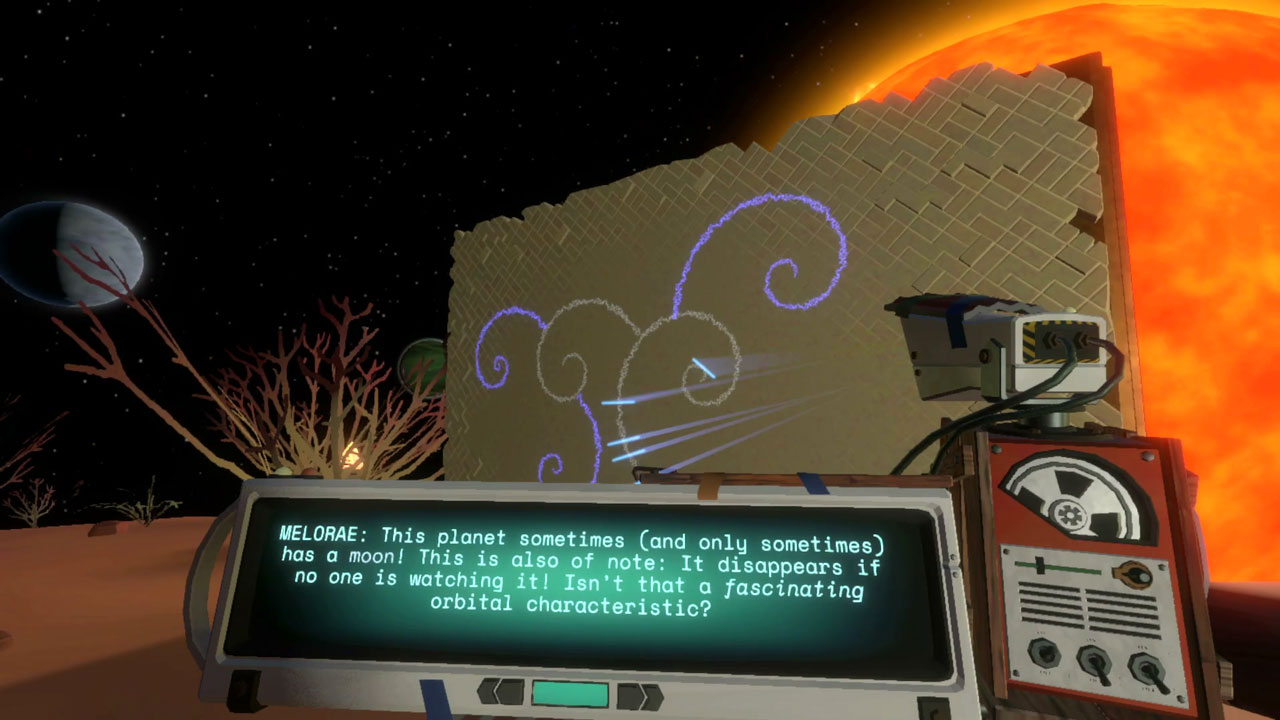 MELORAE: This planet sometimes (and only sometimes)
has a moon! This is also of note: It disappears if
no one is watching it! Isn't that a fascinating
orbital characteristic?